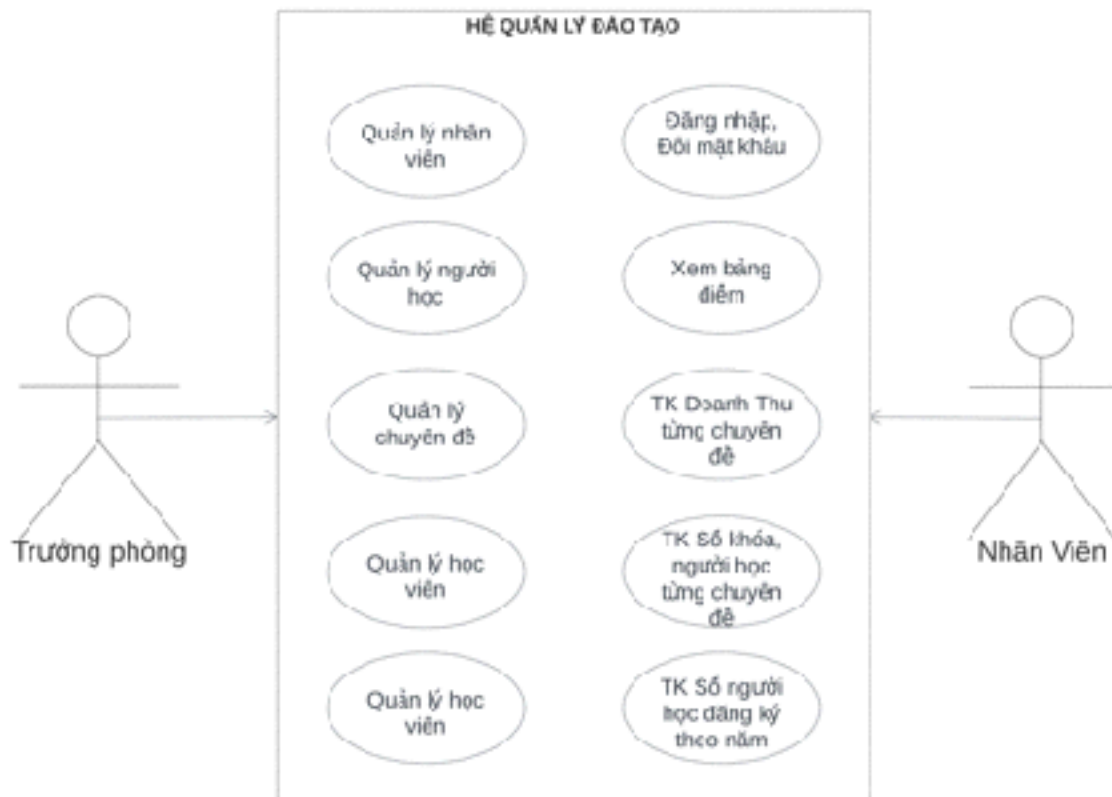 HỆ QUẢN LÝ ĐÀO TẠO
Quản lý nhân
viên
Đăng nhập,
Đổi mật khẩu
Quản lý người
học
Xem bảng
điểm
Quản lý
chuyên đề
TK Doanh Thu
từng chuyên
đề
Trưởng phòng
Nhân Viên
Quản lý học
viên
TK Số khóa,
người học
từng chuyên
đề
Quản lý học
viên
TK Số người
học đăng ký
theo năm